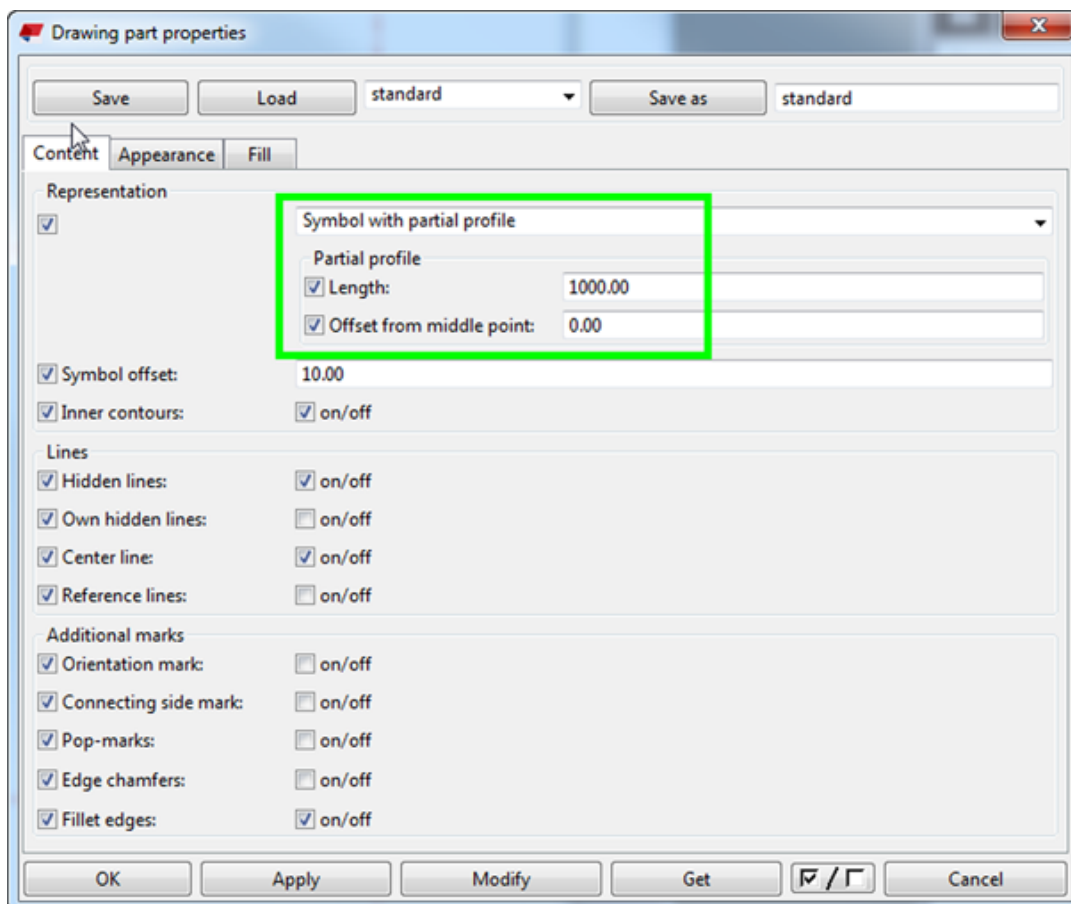 Drawing part properties
Save Load standard Save as standard
Content Appearance Fill
Representation
Symbol with partial profile
Partial profile
Length: 1000.00
Offset from middle point: 0.00
Symbol offset: 10.00
Inner contours: on/off
Lines
Hidden lines: on/off
Own hidden lines: on/off
Center line: on/off
Reference lines: on/off
Additional marks
Orientation mark: on/off
Connecting side mark: on/off
Pop-marks: on/off
Edge chamfers: on/off
Fillet edges: on/off
OK Apply Modify Get / Cancel